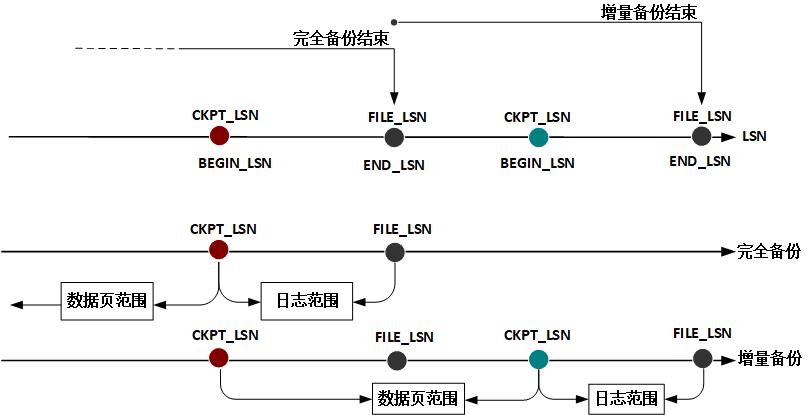 增量备份结束
完全备份结束
CKPT_LSN FILE_LSN CKPT_LSN FILE_LSN
LSN
BEGIN_LSN END_LSN BEGIN_LSN END_LSN
CKPT_LSN FILE_LSN
完全备份
数据页范围 日志范围
CKPT_LSN FILE_LSN CKPT_LSN FILE_LSN
增量备份
数据页范围 日志范围